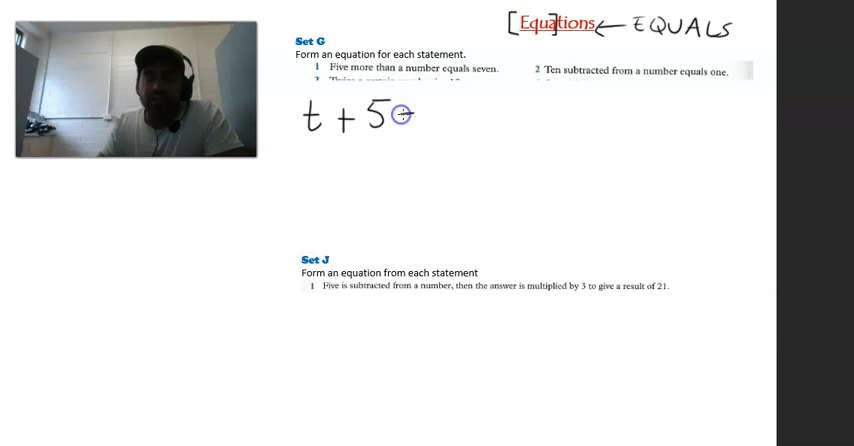 [Equations] ← EQUALS
Set G
Form an equation for each statement.
1 Five more than a number equals seven.
2 Ten subtracted from a number equals one.
t + 5
Set J
Form an equation from each statement
1 Five is subtracted from a number, then the answer is multiplied by 3 to give a result of 21.